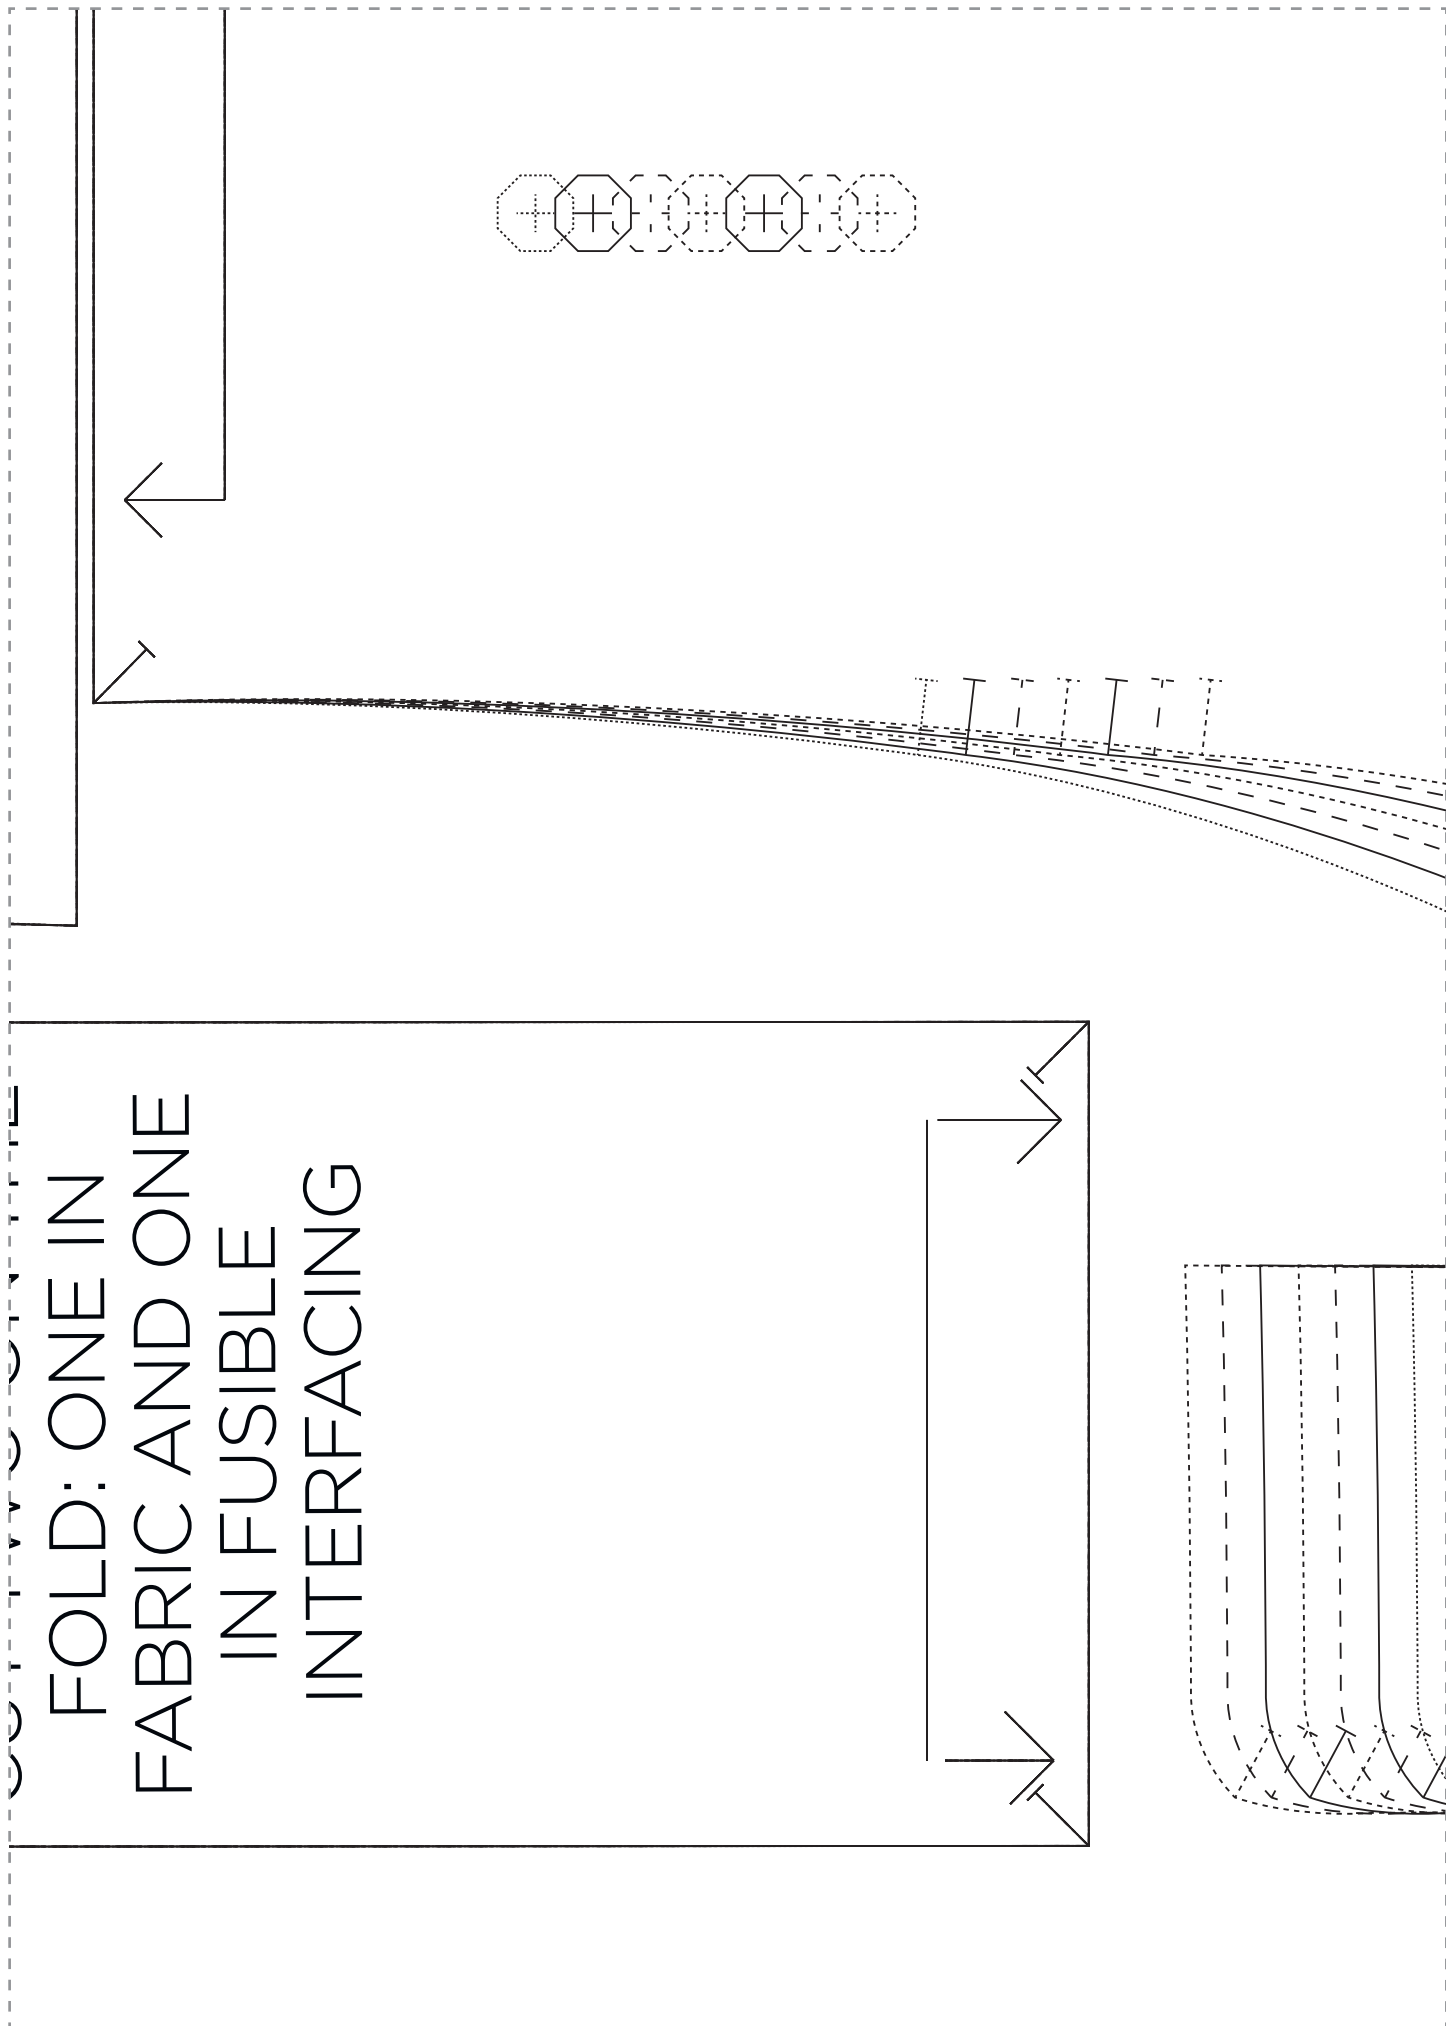 FOLD: ONE IN
FABRIC AND ONE
IN FUSIBLE
INTERFACING